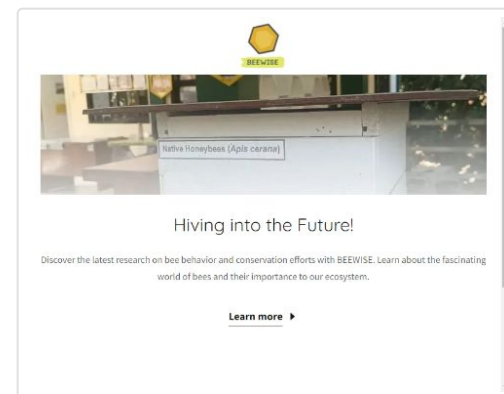 BEEWISE
Native Honeybees (Apis cerana)
Hiving into the Future!
Discover the latest research on bee behavior and conservation efforts with BEEWISE. Learn about the fascinating
world of bees and their importance to our ecosystem.
Learn more